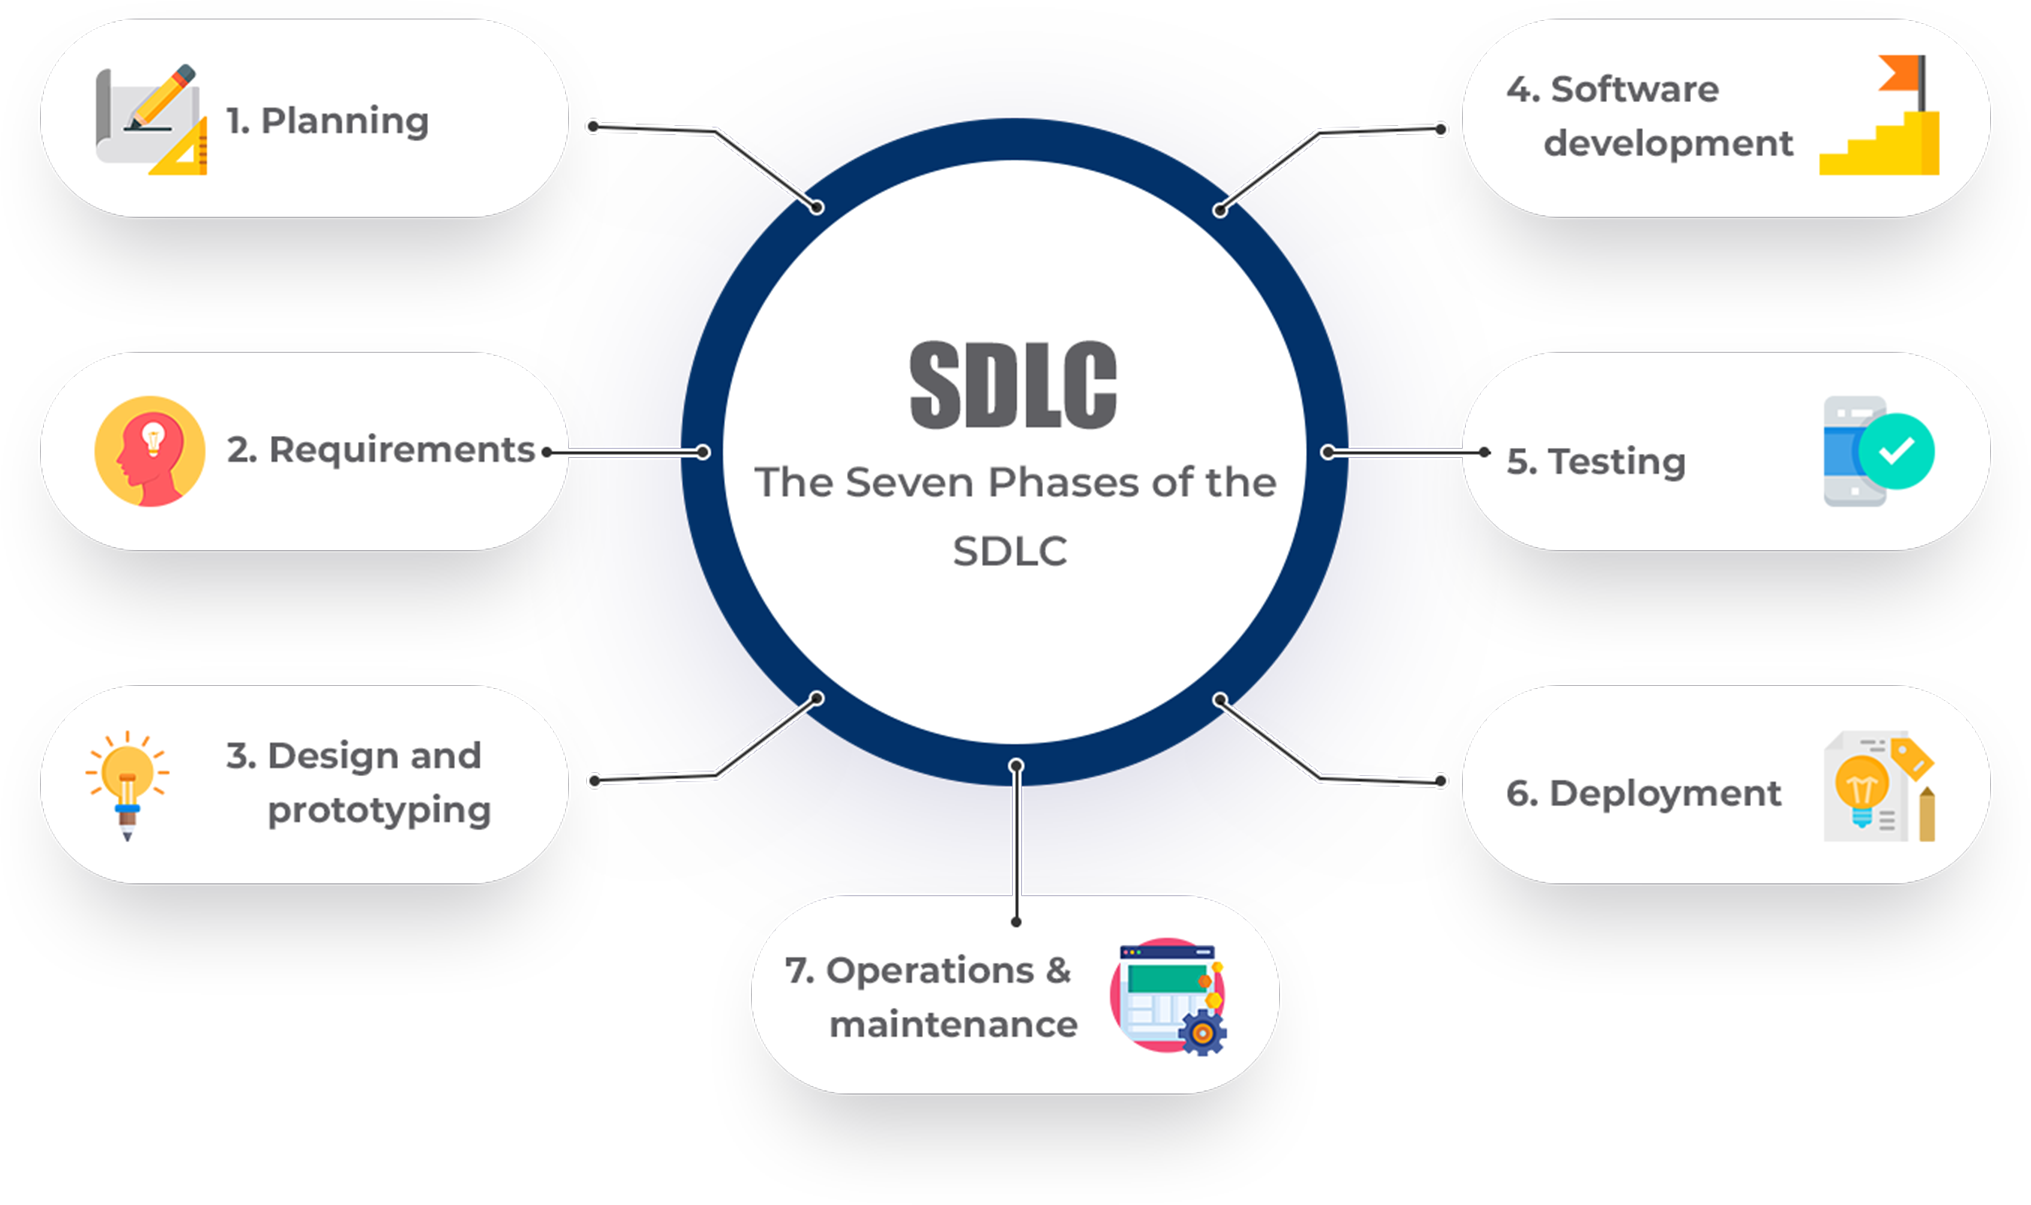 SDLC
The Seven Phases of the
SDLC
1. Planning
2. Requirements
3. Design and
prototyping
4. Software
development
5. Testing
6. Deployment
7. Operations &
maintenance